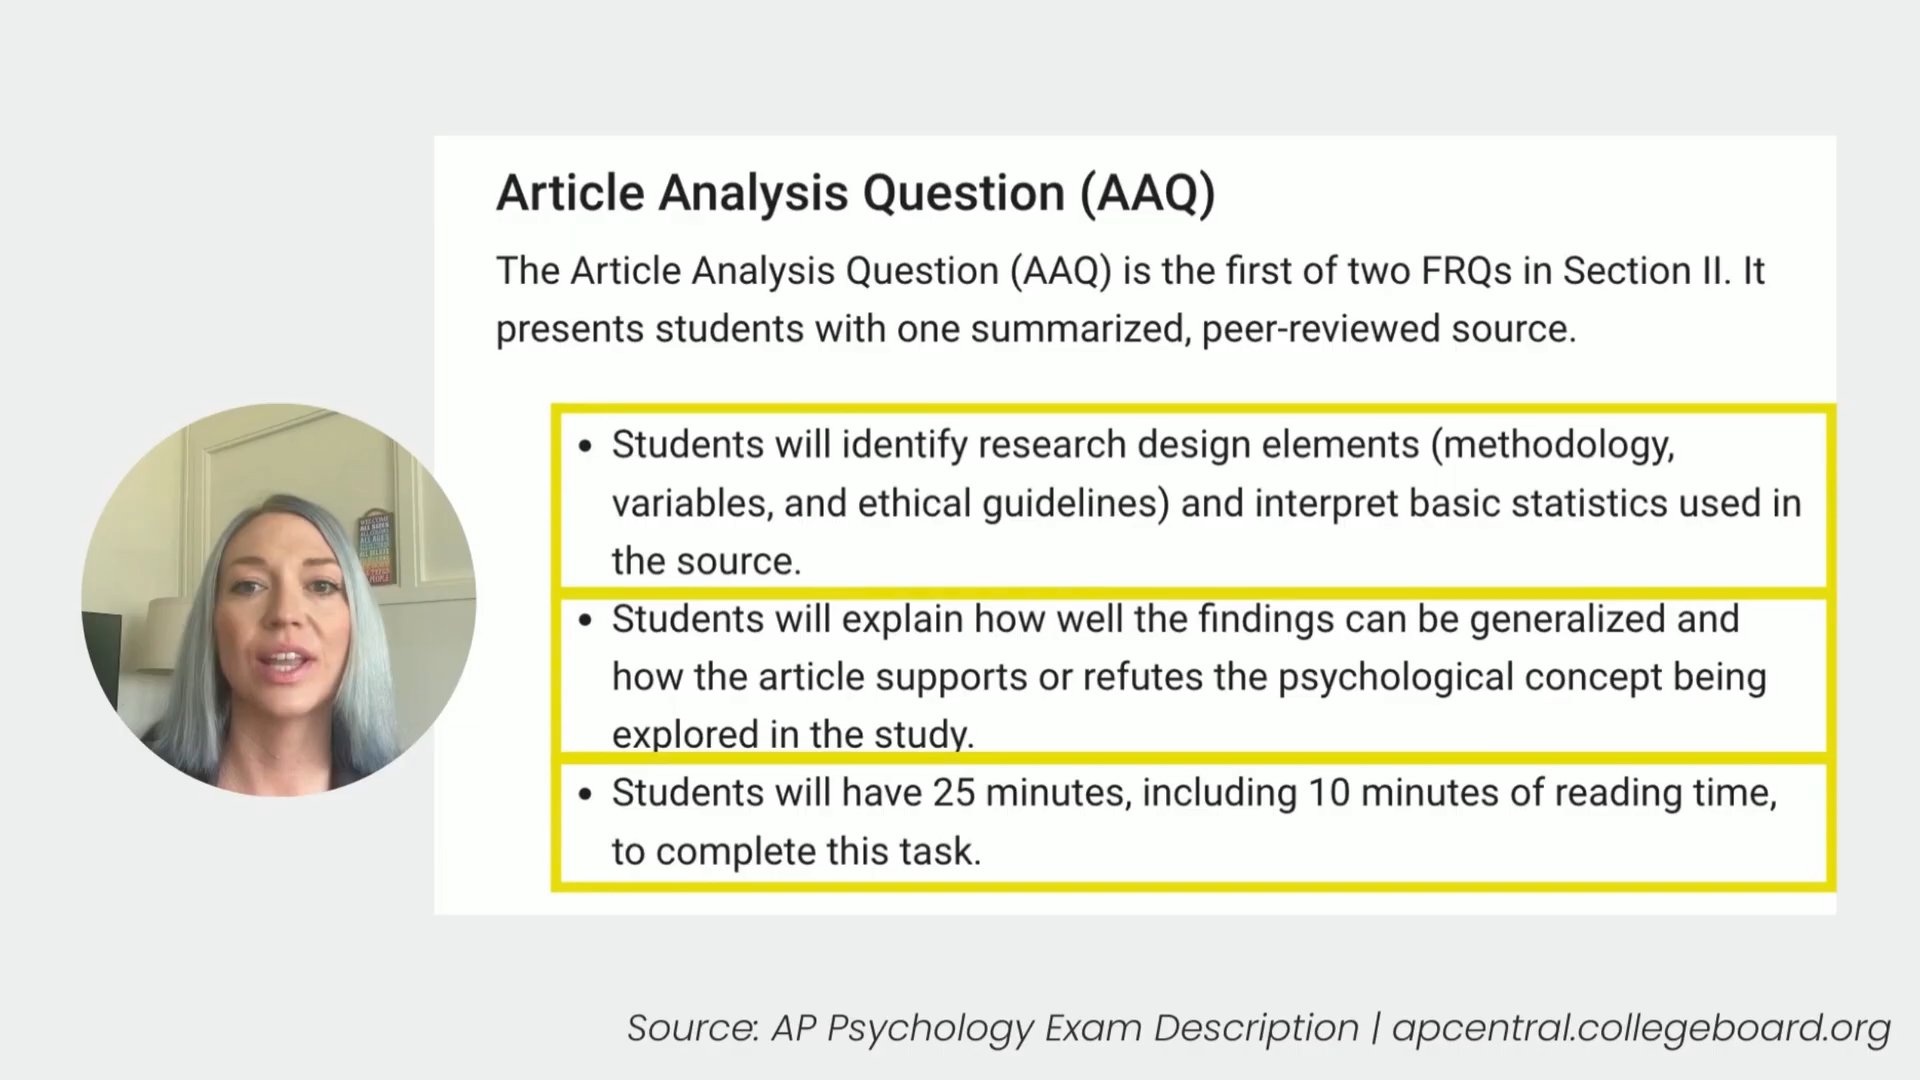 Article Analysis Question (AAQ)
The Article Analysis Question (AAQ) is the first of two FRQs in Section II. It
presents students with one summarized, peer-reviewed source.
• Students will identify research design elements (methodology,
variables, and ethical guidelines) and interpret basic statistics used in
the source.
• Students will explain how well the findings can be generalized and
how the article supports or refutes the psychological concept being
explored in the study.
• Students will have 25 minutes, including 10 minutes of reading time,
to complete this task.
WELCOME
ALL SIZES
Source: AP Psychology Exam Description | apcentral.collegeboard.org